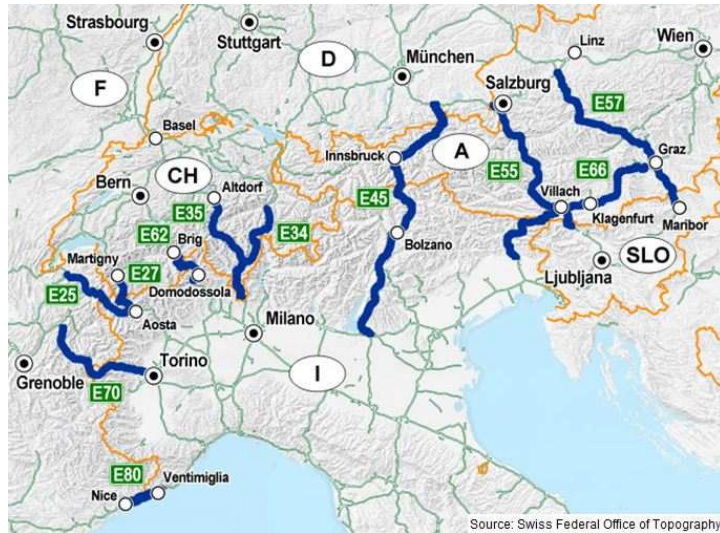 Strasbourg
Stuttgart
D
Linz
Wien
München
F
Salzburg
E57
Basel
Innsbruck
A
Graz
CH
Altdorf
E55
E66
Bern
E35
E45
Villach
Klagenfurt
Maribor
E62
Brig
E34
Bolzano
Martigny
E27
SLO
Ljubljana
E25
Domodossola
Aosta
Milano
Torino
I
Grenoble
E70
E80
Ventimiglia
Nice
Source: Swiss Federal Office of Topography